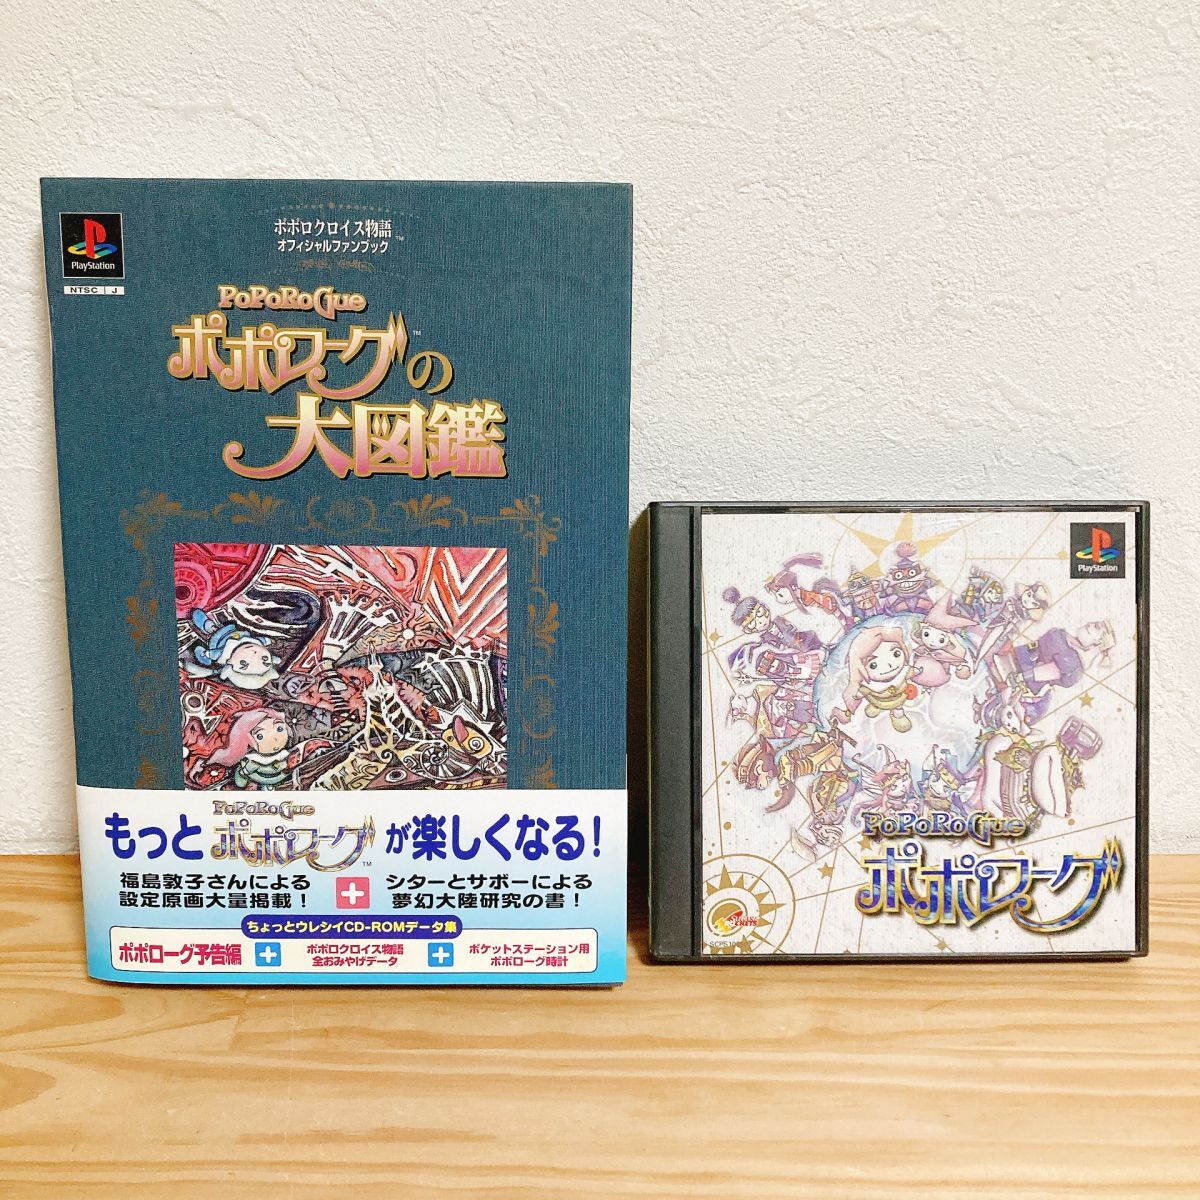 PlayStation
NTSC J
ポポロクロイス物語™
オフィシャルファンブック
PoPoRoGue
ポポローグ™の
大図鑑
PoPoRoGue
もっとポポローグ™が楽しくなる!
福島敦子さんによる
設定原画大量掲載!
+
シターとサボーによる
夢幻大陸研究の書!
ちょっとウレシイCD-ROMデータ集
ポポローグ予告編
+
ポポロクロイス物語
全おみやげデータ
+
ポケットステーション用
ポポローグ時計
PlayStation
PoPoRoGue
ポポローグ